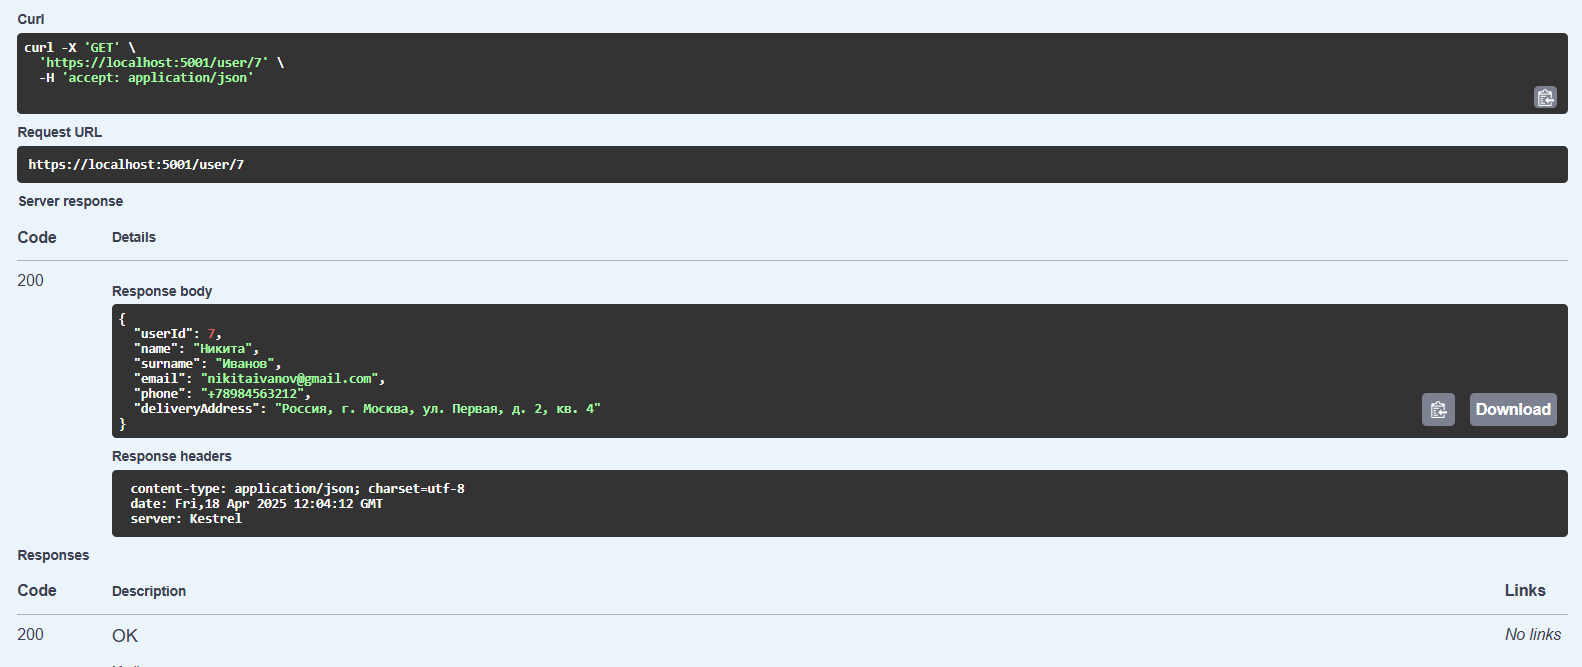 Curl
curl -X 'GET' \
'https://localhost:5001/user/7' \
-H 'accept: application/json'
Request URL
https://localhost:5001/user/7
Server response
Code Details
200
Response body
{
"userId": 7,
"name": "Никита",
"surname": "Иванов",
"email": "nikitaivanov@gmail.com",
"phone": "+78984563212",
"deliveryAddress": "Россия, г. Москва, ул. Первая, д. 2, кв. 4"
}
Download
Response headers
content-type: application/json; charset=utf-8
date: Fri,18 Apr 2025 12:04:12 GMT
server: Kestrel
Responses
Code Description Links
200 OK No links